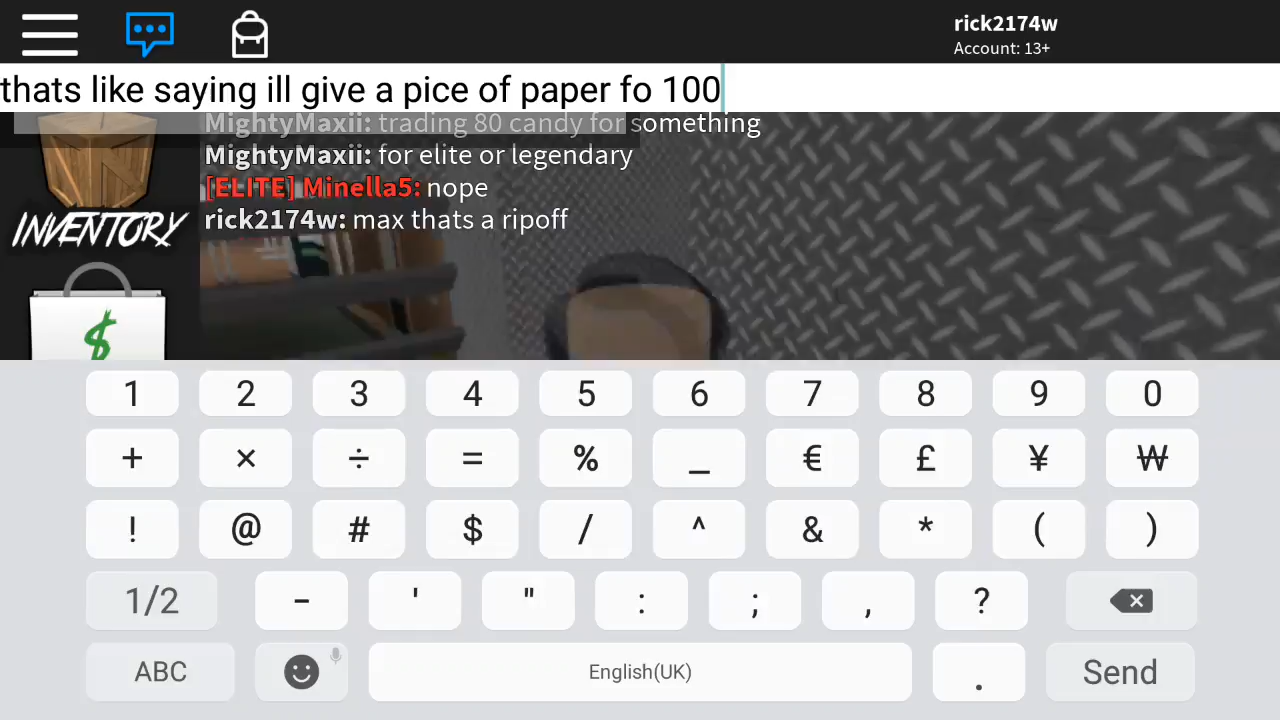 rick2174w
Account: 13+
thats like saying ill give a pice of paper fo 100
MightyMaxii: trading 80 candy for something
MightyMaxii: for elite or legendary
[ELITE] Minella5: nope
rick2174w: max thats a ripoff
INVENTORY
$
1 2 3 4 5 6 7 8 9 0
+ × ÷ = % _ € £ ¥ ₩
! @ # $ / ^ & * ( )
1/2 - ' " : ; , ?
ABC English(UK) . Send